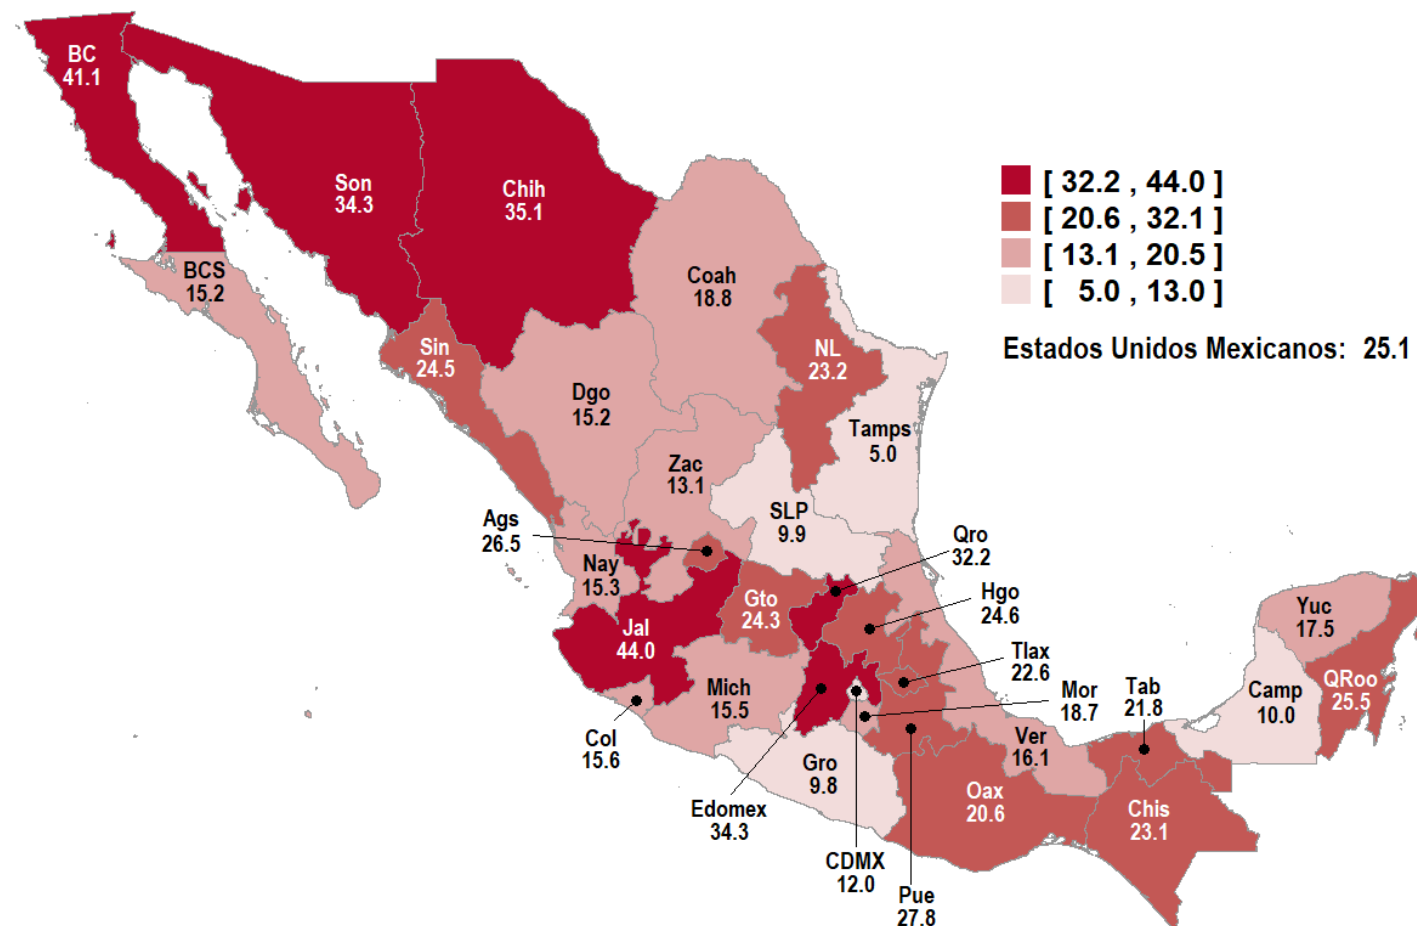 BC
41.1
Son
34.3
Chih
35.1
[ 32.2 , 44.0 ]
[ 20.6 , 32.1 ]
[ 13.1 , 20.5 ]
[ 5.0 , 13.0 ]
Estados Unidos Mexicanos: 25.1
BCS
15.2
Coah
18.8
Sin
24.5
NL
23.2
Dgo
15.2
Tamps
5.0
Zac
13.1
SLP
9.9
Ags
26.5
Qro
32.2
Nay
15.3
Gto
24.3
Hgo
24.6
Yuc
17.5
Jal
44.0
Tlax
22.6
Mich
15.5
Mor
18.7
Tab
21.8
Camp
10.0
QRoo
25.5
Col
15.6
Ver
16.1
Gro
9.8
Edomex
34.3
Oax
20.6
Chis
23.1
CDMX
12.0
Pue
27.8